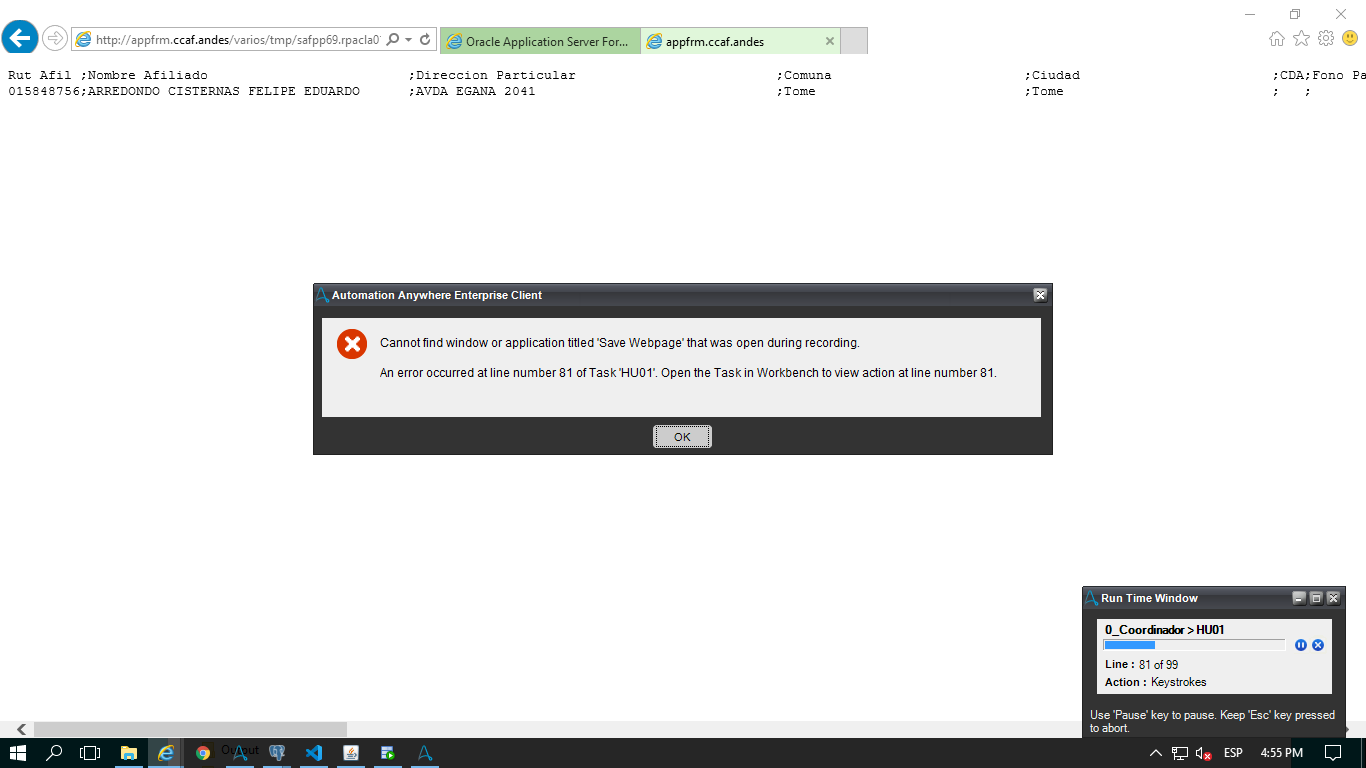 http://appfrm.ccaf.andes/varios/tmp/safpp69.rpacla0
Oracle Application Server For...
appfrm.ccaf.andes
Rut Afil ;Nombre Afiliado ;Direccion Particular ;Comuna ;Ciudad ;CDA;Fono Pa
015848756;ARREDONDO CISTERNAS FELIPE EDUARDO ;AVDA EGANA 2041 ;Tome ;Tome ; ;
Automation Anywhere Enterprise Client
Cannot find window or application titled 'Save Webpage' that was open during recording.
An error occurred at line number 81 of Task 'HU01'. Open the Task in Workbench to view action at line number 81.
OK
Run Time Window
0_Coordinador > HU01
Line : 81 of 99
Action : Keystrokes
Use 'Pause' key to pause. Keep 'Esc' key pressed
to abort.
Output
ESP
4:55 PM